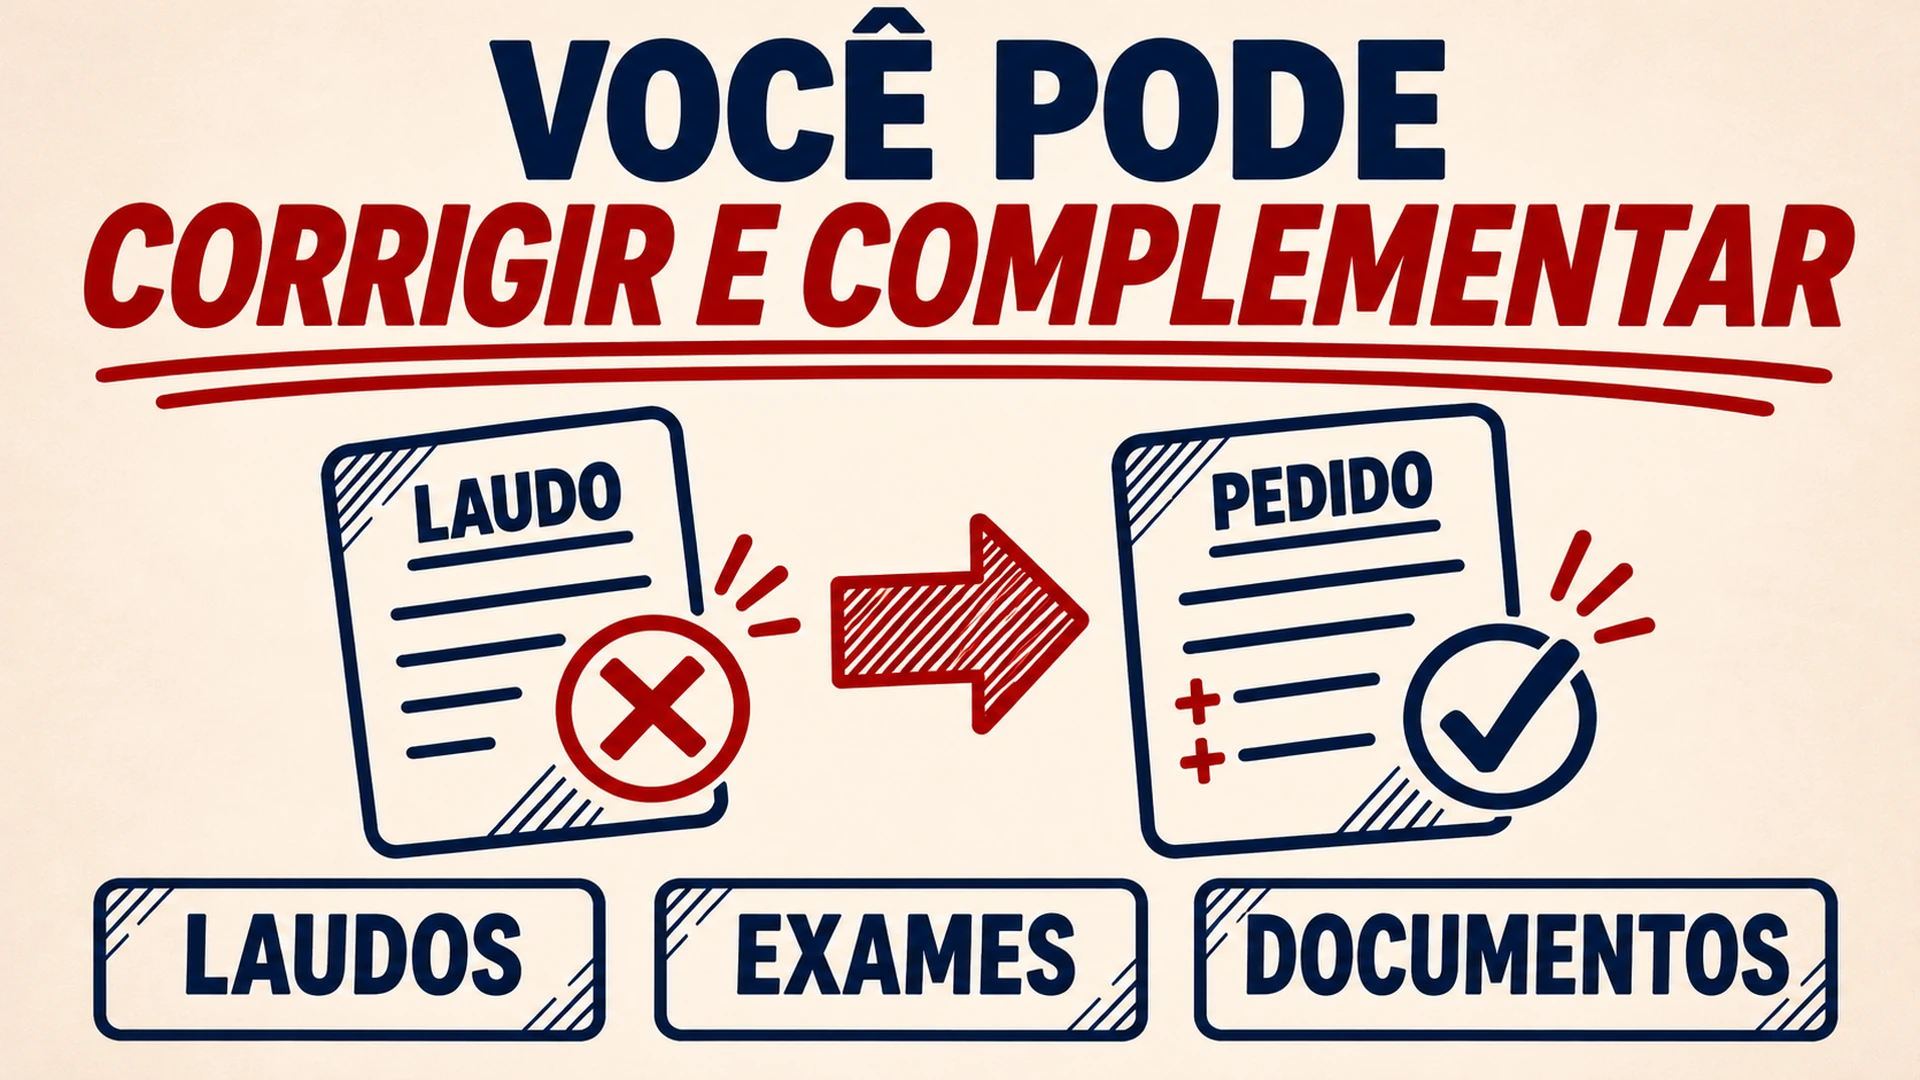 VOCÊ PODE
CORRIGIR E COMPLEMENTAR
LAUDO
PEDIDO
LAUDOS
EXAMES
DOCUMENTOS